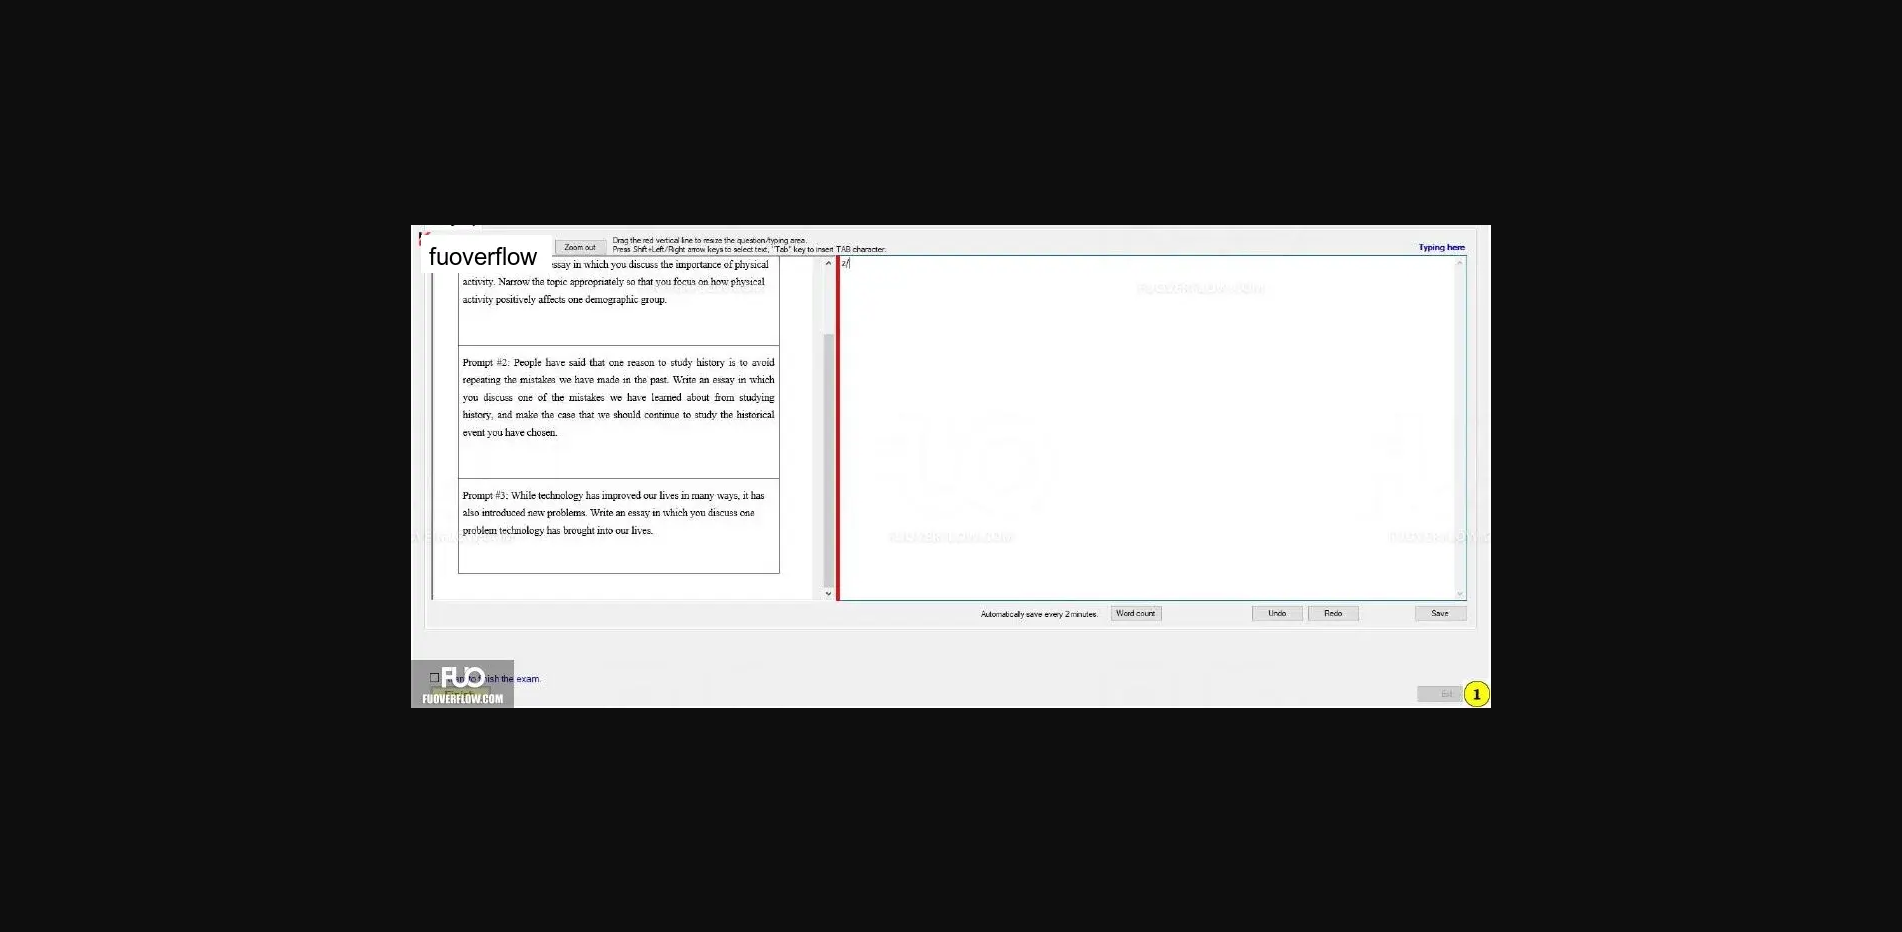 fuoverflow
Zoom out
Drag the red vertical line to resize the question/typing area.
Press Shift+Left/Right arrow keys to select text, "Tab" key to insert TAB character.
Typing here
essay in which you discuss the importance of physical
activity. Narrow the topic appropriately so that you focus on how physical
activity positively affects one demographic group.
Prompt #2: People have said that one reason to study history is to avoid
repeating the mistakes we have made in the past. Write an essay in which
you discuss one of the mistakes we have learned about from studying
history, and make the case that we should continue to study the historical
event you have chosen.
Prompt #3: While technology has improved our lives in many ways, it has
also introduced new problems. Write an essay in which you discuss one
problem technology has brought into our lives.
2/
FUOVERFLOW.COM
FUOVERFLOW.COM
Automatically save every 2 minutes.
Word count
Undo
Redo
Save
the exam.
FUO
FUOVERFLOW.COM
Exit
1